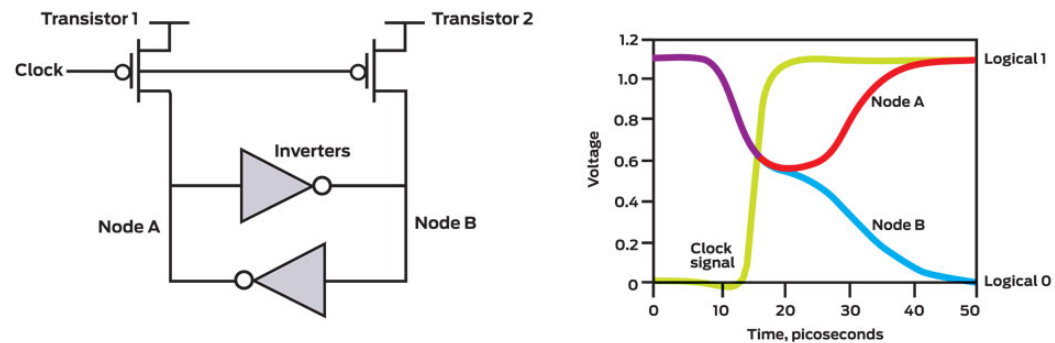 Transistor 1
Transistor 2
Clock
Inverters
Node A
Node B
1.2
1.0
0.8
0.6
0.4
0.2
0
Voltage
Logical 1
Node A
Node B
Clock
signal
Logical 0
0
10
20
30
40
50
Time, picoseconds